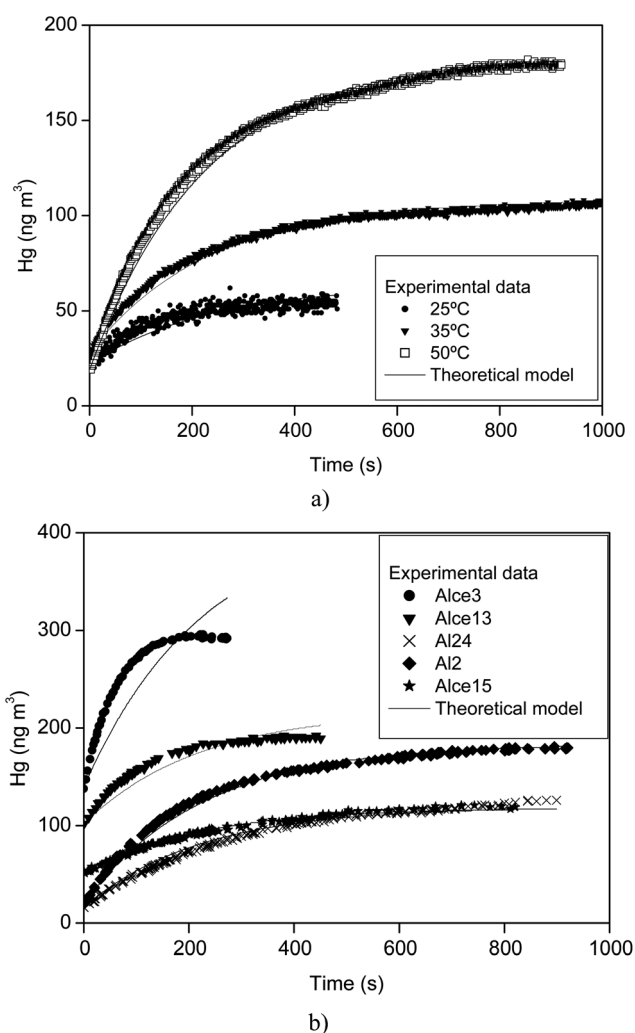 200
150
100
50
0
Hg (ng m³)
0 200 400 600 800 1000
Time (s)
Experimental data
25ºC
35ºC
50ºC
Theoretical model
a)
400
300
200
100
0
Hg (ng m³)
0 200 400 600 800 1000
Time (s)
Experimental data
Alce3
Alce13
Al24
Al2
Alce15
Theoretical model
b)